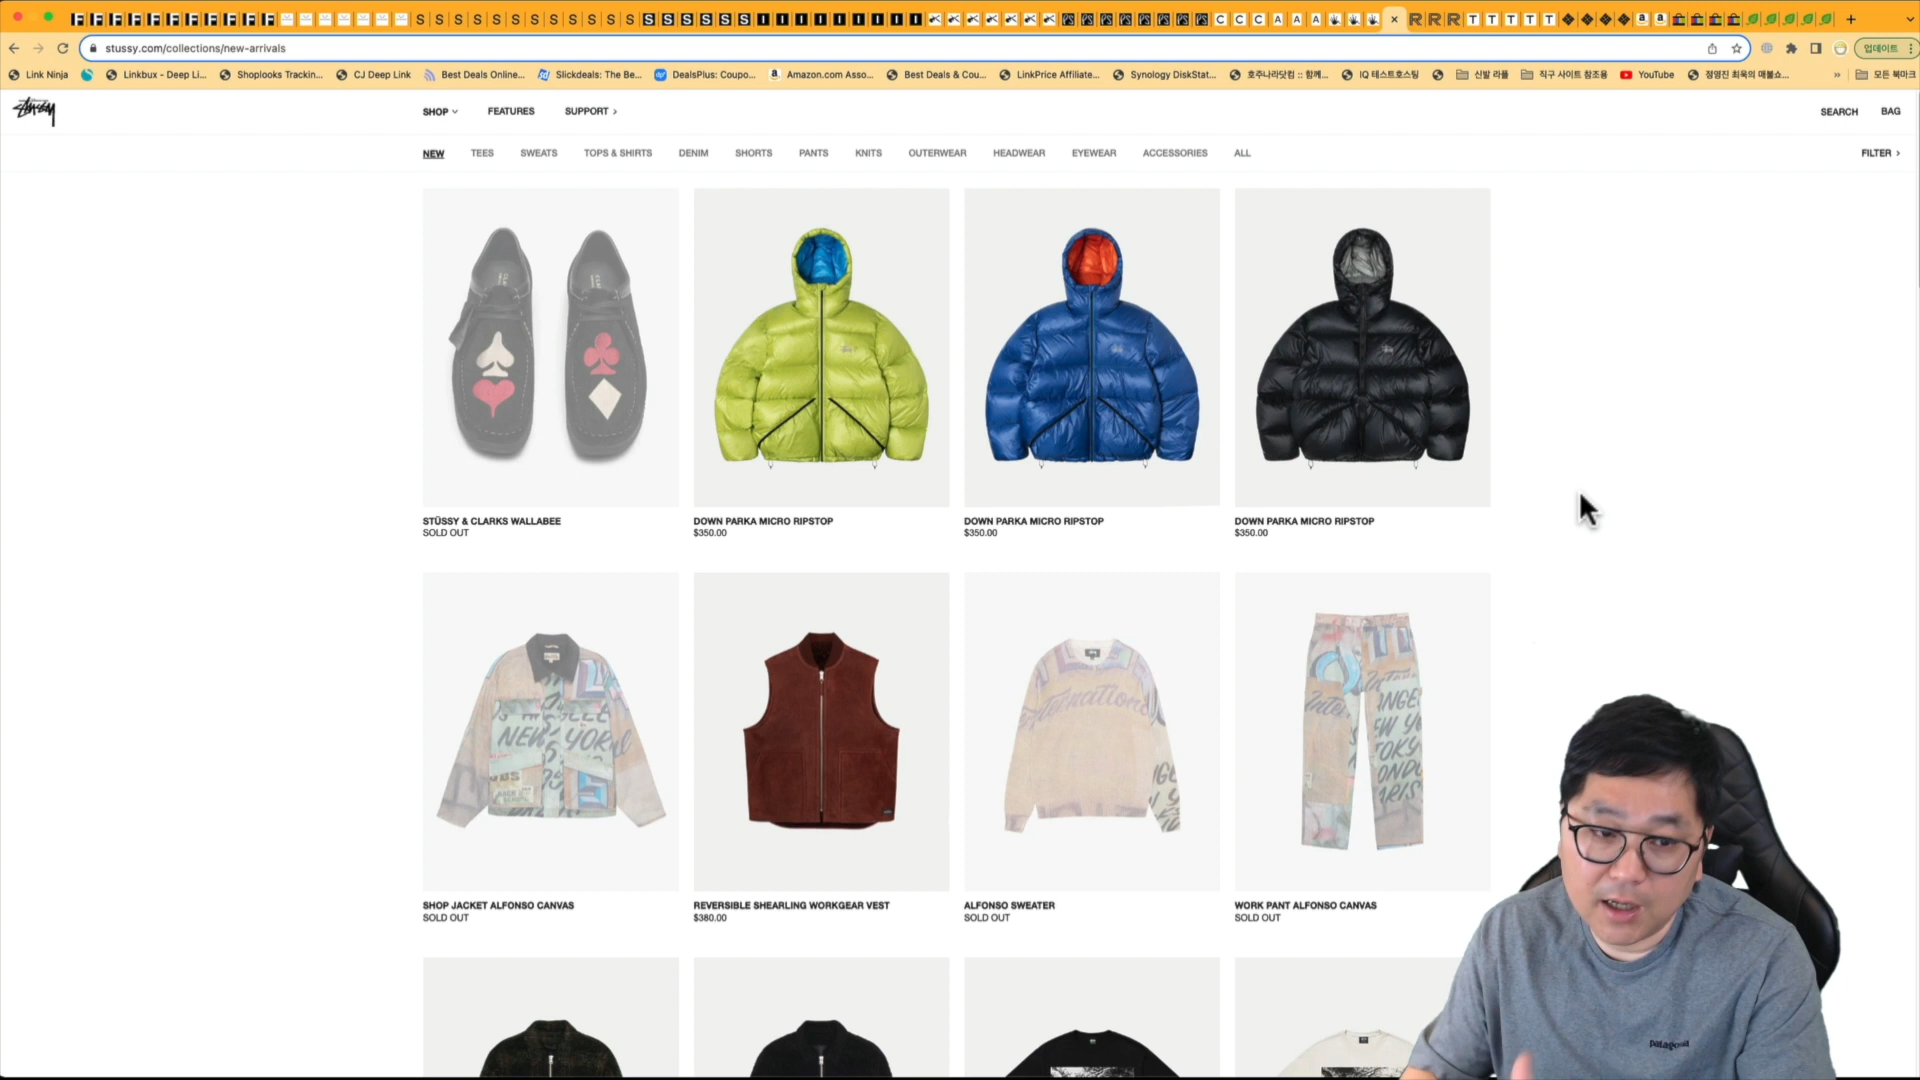 stussy.com/collections/new-arrivals
업데이트
Link Ninja
Linkbux - Deep Li...
Shoplooks Trackin...
CJ Deep Link
Best Deals Online...
Slickdeals: The Be...
DealsPlus: Coupo...
Amazon.com Asso...
Best Deals & Cou...
LinkPrice Affiliate...
Synology DiskStat...
호주나라닷컴 :: 함께...
IQ 테스트호스팅
신발 라플
직구 사이트 참조용
YouTube
정영진 최욱의 매불쇼...
모든 북마크
Stüssy
SHOP
FEATURES
SUPPORT
SEARCH
BAG
NEW
TEES
SWEATS
TOPS & SHIRTS
DENIM
SHORTS
PANTS
KNITS
OUTERWEAR
HEADWEAR
EYEWEAR
ACCESSORIES
ALL
FILTER
STÜSSY & CLARKS WALLABEE
SOLD OUT
DOWN PARKA MICRO RIPSTOP
$350.00
DOWN PARKA MICRO RIPSTOP
$350.00
DOWN PARKA MICRO RIPSTOP
$350.00
SHOP JACKET ALFONSO CANVAS
SOLD OUT
REVERSIBLE SHEARLING WORKGEAR VEST
$380.00
ALFONSO SWEATER
SOLD OUT
WORK PANT ALFONSO CANVAS
SOLD OUT
patagonia